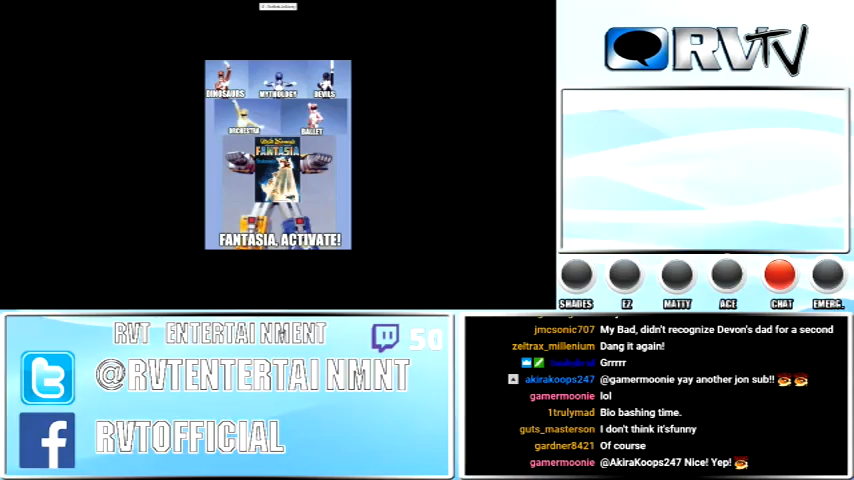 RVTV
DINOSAURS
MYTHOLOGY
DEVILS
ORCHESTRA
BALLET
Walt Disney's
FANTASIA
FANTASIA, ACTIVATE!
SHADES
EZ
MATTY
ACE
CHAT
EMERG.
RVT ENTERTAINMENT
50
@RVTENTERTAINMNT
RVTOFFICIAL
jmcsonic707 My Bad, didn't recognize Devon's dad for a second
zeltrax_millenium Dang it again!
Grrrrr
akirakoops247 @gamermoonie yay another jon sub!!
gamermoonie lol
1trulymad Bio bashing time.
guts_masterson I don't think it'sfunny
gardner8421 Of course
gamermoonie @AkiraKoops247 Nice! Yep!